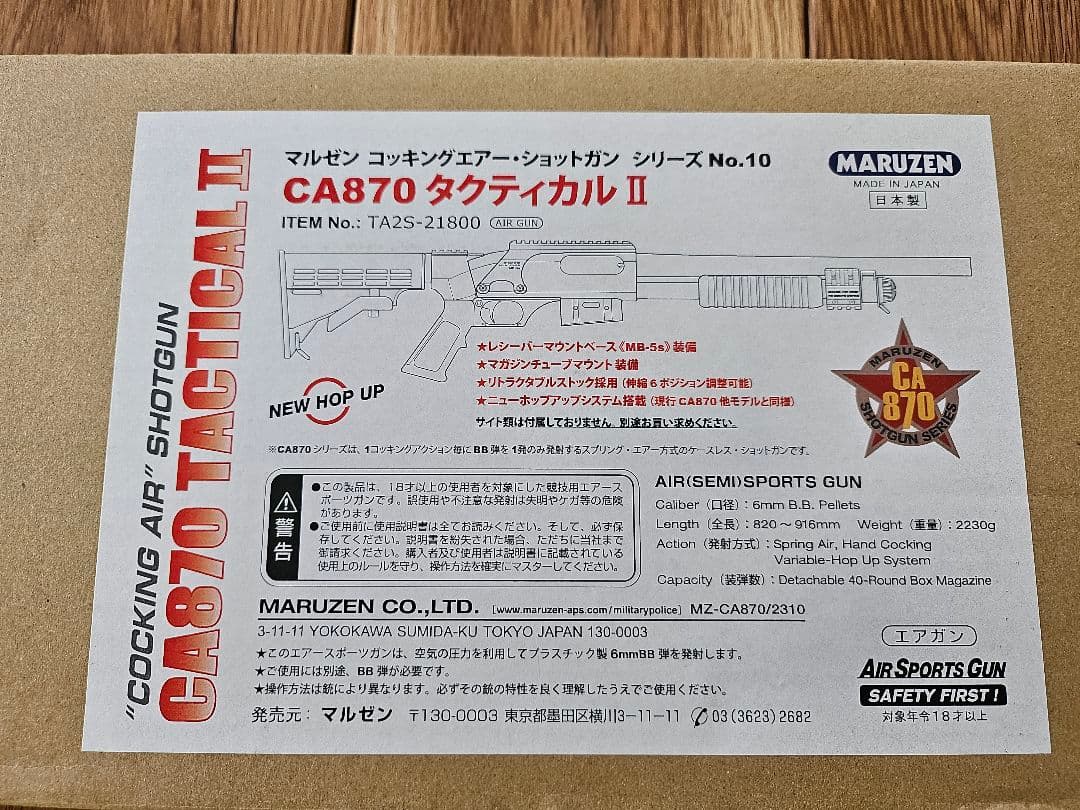 "COCKING AIR" SHOTGUN
CA870 TACTICAL II
マルゼン コッキングエアー・ショットガン シリーズ No.10
CA870 タクティカル II
ITEM No.: TA2S-21800 AIR GUN
MARUZEN
MADE IN JAPAN
日本製
★レシーバーマウントベース《MB-5s》装備
★マガジンチューブマウント装備
★リトラクタブルストック採用（伸縮6ポジション調整可能）
★ニューホップアップシステム搭載（現行CA870他モデルと同様）
サイト類は付属しておりません。別途お買い求めください。
NEW HOP UP
MARUZEN
CA
870
SHOTGUN SERIES
※CA870シリーズは、1コッキングアクション毎にBB弾を1発のみ発射するスプリング・エアー方式のケースレス・ショットガンです。
警告
●この製品は、18才以上の使用者を対象にした競技用エアース
ポーツガンです。誤使用や不注意な発射は失明やケガ等の危険
があります。
●ご使用前に使用説明書は全てお読みください。そして、必ず保
存してください。説明書を紛失された場合、ただちに当社まで
御請求ください。購入者及び使用者は説明書に記載されている
使用上のルールを守り、操作方法を確実にマスターしてください。
AIR(SEMI)SPORTS GUN
Caliber（口径）: 6mm B.B. Pellets
Length（全長）: 820～916mm Weight（重量）: 2230g
Action（発射方式）: Spring Air, Hand Cocking
Variable-Hop Up System
Capacity（装弾数）: Detachable 40-Round Box Magazine
MARUZEN CO.,LTD. [www.maruzen-aps.com/militarypolice] MZ-CA870/2310
3-11-11 YOKOKAWA SUMIDA-KU TOKYO JAPAN 130-0003
★このエアースポーツガンは、空気の圧力を利用してプラスチック製6mmBB弾を発射します。
★ご使用には別途、BB弾が必要です。
★操作方法は銃により異なります。必ずその銃の特性を良く理解したうえでご使用ください。
発売元：マルゼン 〒130-0003 東京都墨田区横川3-11-11 ✆03(3623)2682
エアガン
AIR SPORTS GUN
SAFETY FIRST !
対象年令18才以上